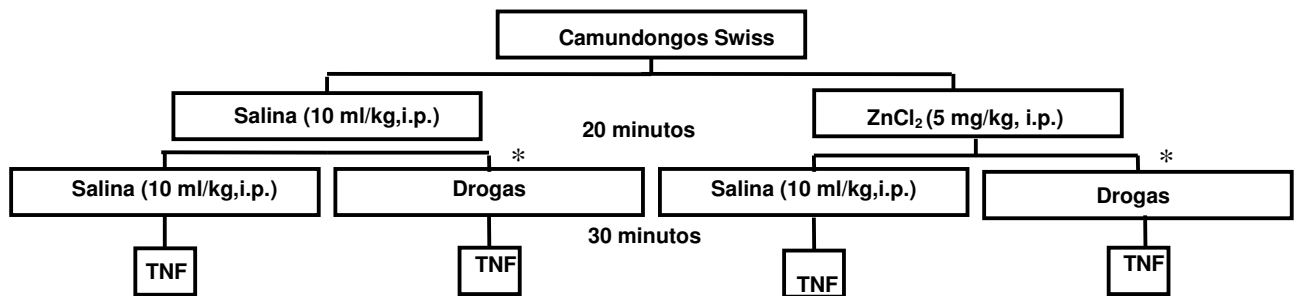 Camundongos Swiss
Salina (10 ml/kg,i.p.)
ZnCl₂ (5 mg/kg, i.p.)
20 minutos
*
*
Salina (10 ml/kg,i.p.)
Drogas
Salina (10 ml/kg,i.p.)
Drogas
30 minutos
TNF
TNF
TNF
TNF